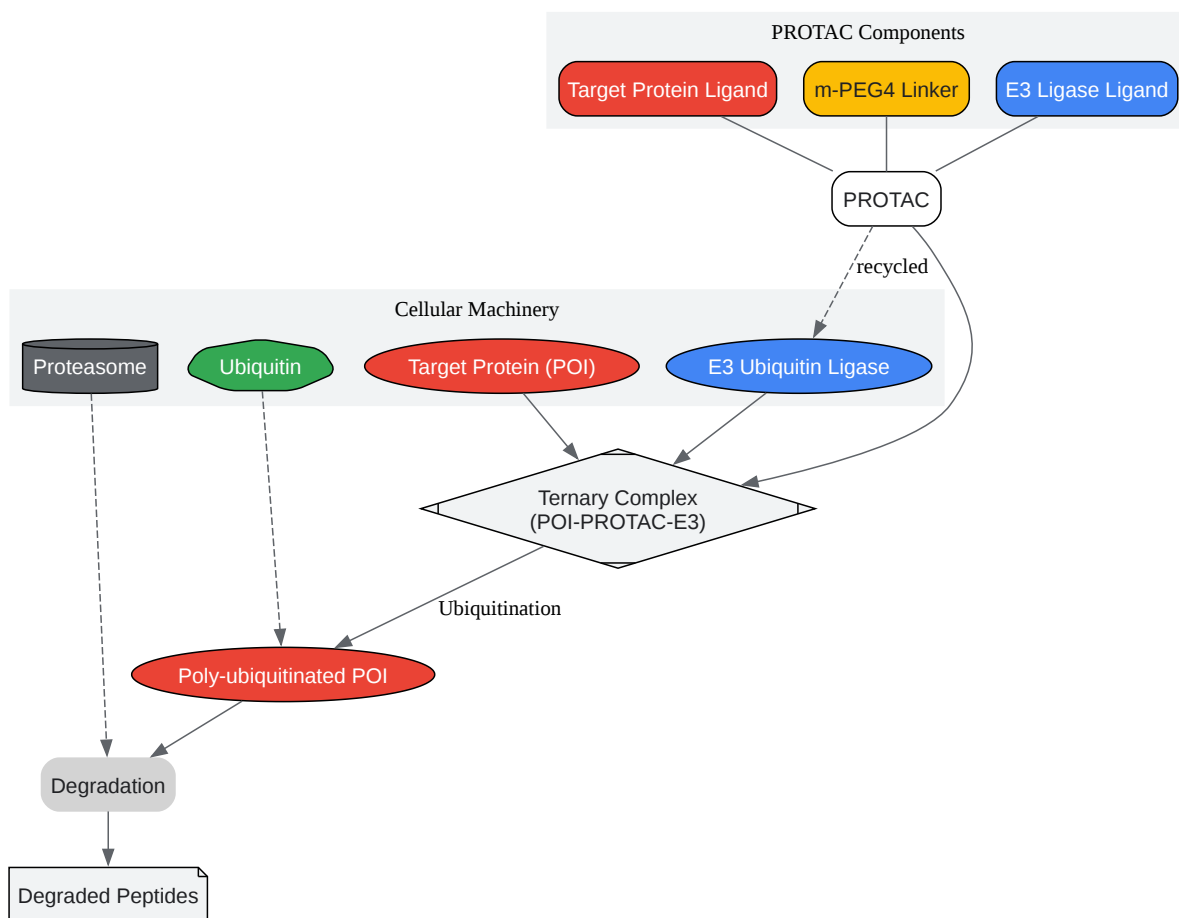 PROTAC Components
Target Protein Ligand
m-PEG4 Linker
E3 Ligase Ligand
PROTAC
recycled
Cellular Machinery
Proteasome
Ubiquitin
Target Protein (POI)
E3 Ubiquitin Ligase
Ternary Complex
(POI-PROTAC-E3)
Ubiquitination
Poly-ubiquitinated POI
Degradation
Degraded Peptides